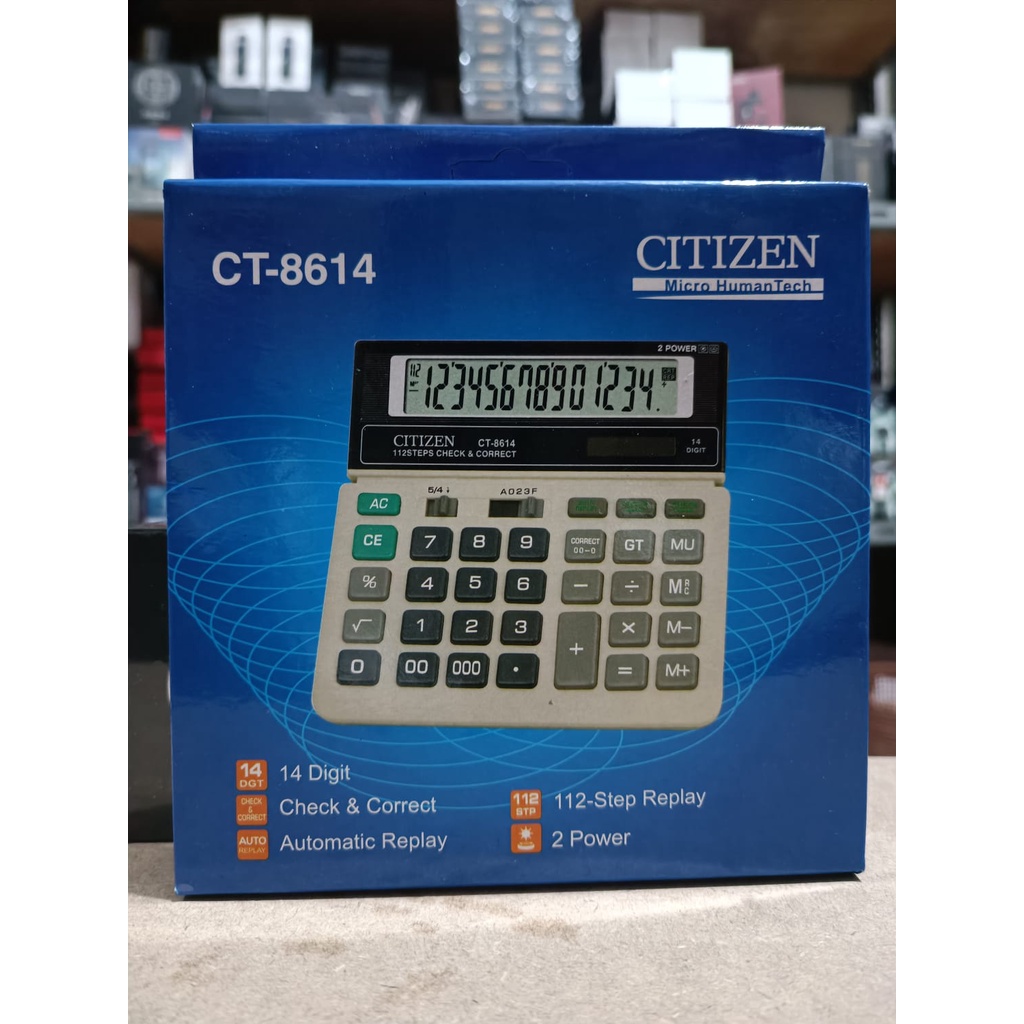 CT-8614
CITIZEN
Micro HumanTech
2 POWER
112
12345678901234.
CITIZEN CT-8614
112STEPS CHECK & CORRECT
14
DIGIT
5/4
A023F
AC
CE 7 8 9 CORRECT 00-0 GT MU
% 4 5 6 − ÷ MRC
√ 1 2 3 × M−
0 00 000 . + = M+
14 DGT 14 Digit
CHECK & CORRECT Check & Correct
AUTO REPLAY Automatic Replay
112 STP 112-Step Replay
2 Power